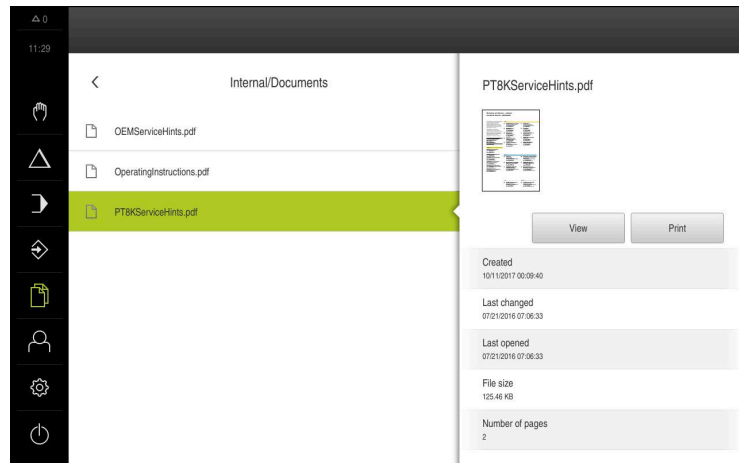 0
11:29
Internal/Documents
OEMServiceHints.pdf
OperatingInstructions.pdf
PT8KServiceHints.pdf
PT8KServiceHints.pdf
View
Print
Created
10/11/2017 00:09:40
Last changed
07/21/2016 07:06:33
Last opened
07/21/2016 07:06:33
File size
125.46 KB
Number of pages
2